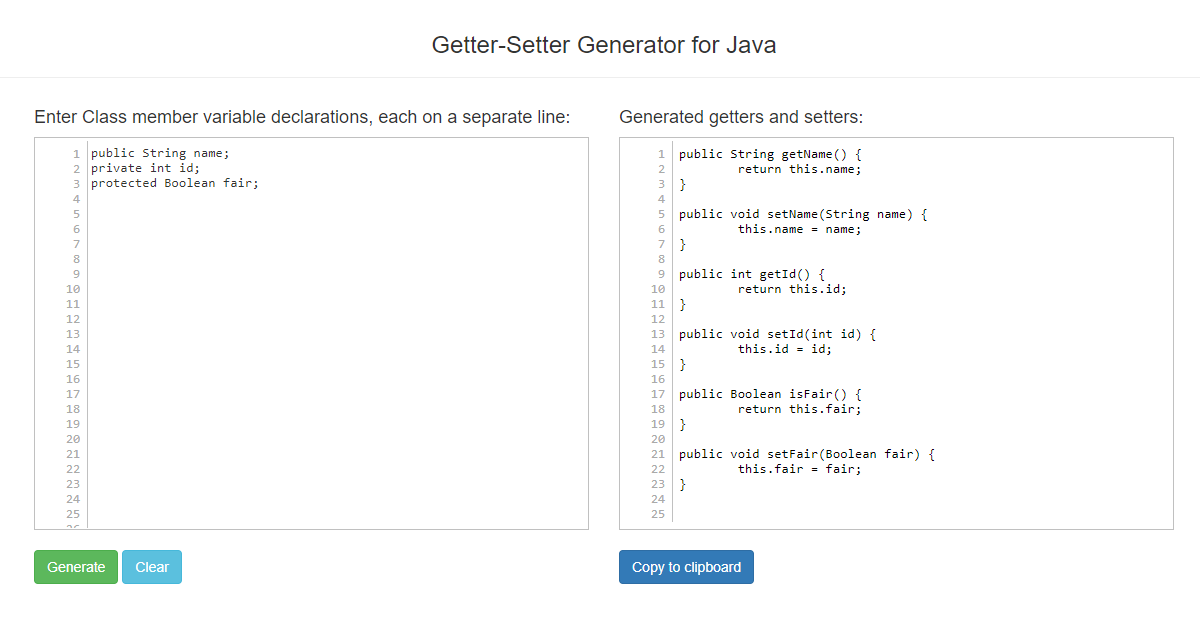 Getter-Setter Generator for Java
Enter Class member variable declarations, each on a separate line:
1 public String name;
2 private int id;
3 protected Boolean fair;
4
5
6
7
8
9
10
11
12
13
14
15
16
17
18
19
20
21
22
23
24
25
26
Generate Clear
Generated getters and setters:
1 public String getName() {
2 return this.name;
3 }
4
5 public void setName(String name) {
6 this.name = name;
7 }
8
9 public int getId() {
10 return this.id;
11 }
12
13 public void setId(int id) {
14 this.id = id;
15 }
16
17 public Boolean isFair() {
18 return this.fair;
19 }
20
21 public void setFair(Boolean fair) {
22 this.fair = fair;
23 }
24
25
Copy to clipboard